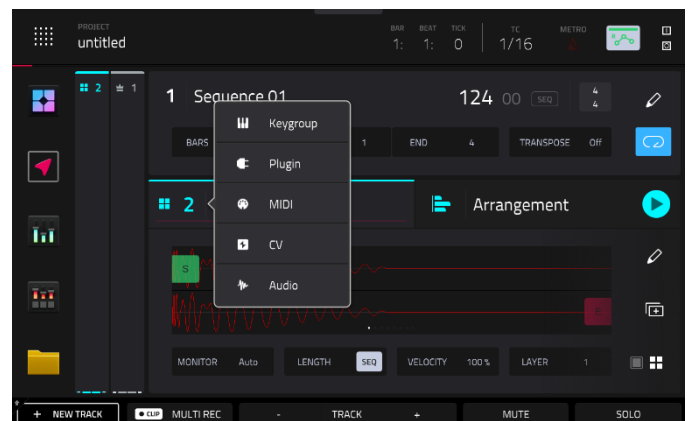 PROJECT
untitled
BAR BEAT TICK
1: 1: 0
TC
1/16
METRO
2 1
1 Sequence 01
124 00 SEQ
4
4
BARS 1 END 4 TRANSPOSE Off
Keygroup
Plugin
MIDI
CV
Audio
2
Arrangement
S
E
MONITOR Auto LENGTH SEQ VELOCITY 100 % LAYER 1
+ NEW TRACK CLIP MULTI REC - TRACK + MUTE SOLO